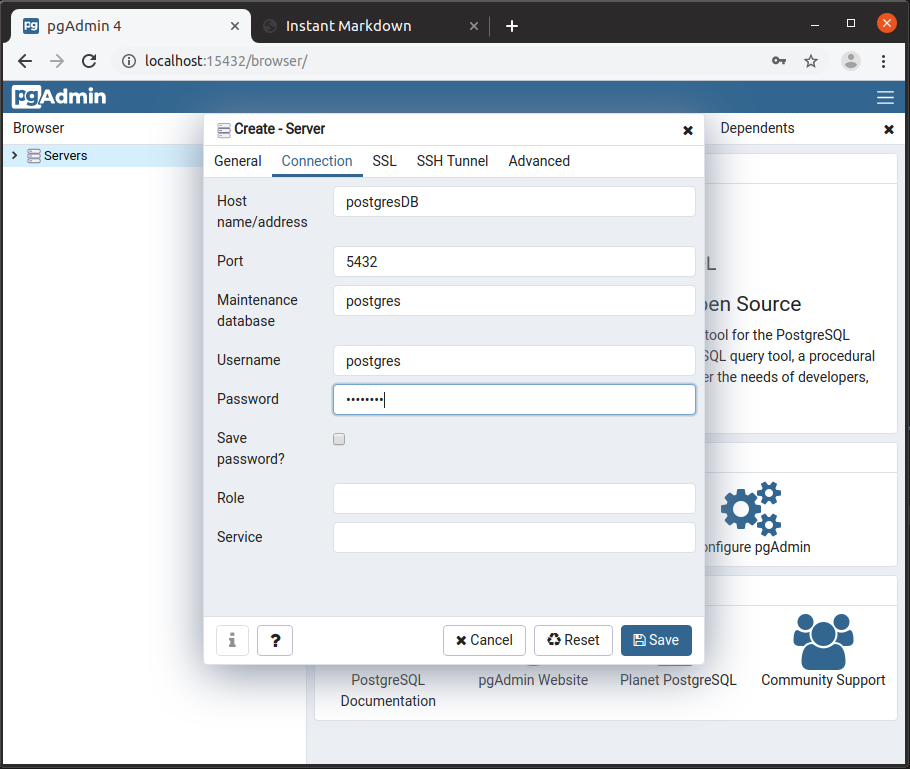 pgAdmin 4
Instant Markdown
localhost:15432/browser/
pgAdmin
Browser
Dependents
Servers
Create - Server
General
Connection
SSL
SSH Tunnel
Advanced
Host
name/address
postgresDB
Port
5432
Maintenance
database
postgres
Username
postgres
Password
••••••••
Save
password?
Role
Service
Cancel
Reset
Save
Open Source
tool for the PostgreSQL
SQL query tool, a procedural
the needs of developers,
pgAdmin
PostgreSQL
Documentation
pgAdmin Website
Planet PostgreSQL
Community Support